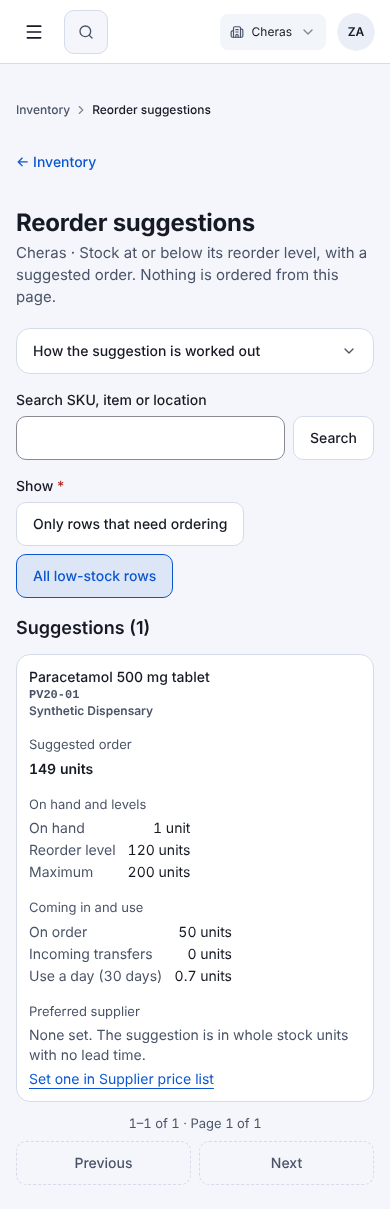 Cheras
ZA
Inventory > Reorder suggestions
← Inventory
Reorder suggestions
Cheras · Stock at or below its reorder level, with a
suggested order. Nothing is ordered from this
page.
How the suggestion is worked out
Search SKU, item or location
Search
Show *
Only rows that need ordering
All low-stock rows
Suggestions (1)
Paracetamol 500 mg tablet
PV20-01
Synthetic Dispensary
Suggested order
149 units
On hand and levels
On hand 1 unit
Reorder level 120 units
Maximum 200 units
Coming in and use
On order 50 units
Incoming transfers 0 units
Use a day (30 days) 0.7 units
Preferred supplier
None set. The suggestion is in whole stock units
with no lead time.
Set one in Supplier price list
1–1 of 1 · Page 1 of 1
Previous Next